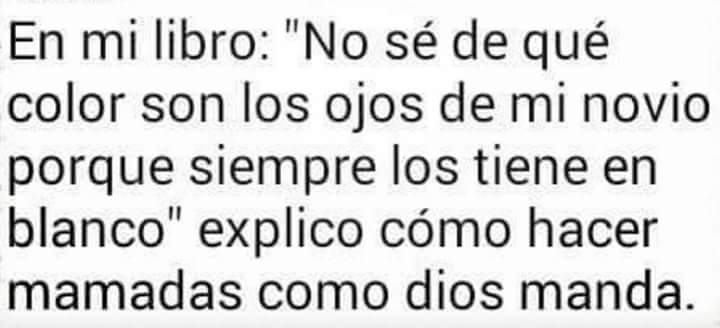 En mi libro: "No sé de qué
color son los ojos de mi novio
porque siempre los tiene en
blanco" explico cómo hacer
mamadas como dios manda.